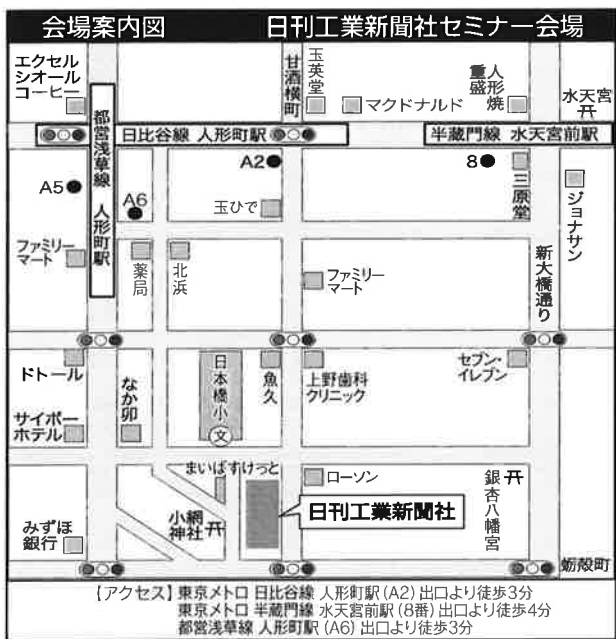 会場案内図 日刊工業新聞社セミナー会場
エクセル
シオール
コーヒー
甘酒横町
玉英堂
マクドナルド
人形焼
重盛
水天宮
都営浅草線 人形町駅
日比谷線 人形町駅
半蔵門線 水天宮前駅
A5
A6
A2
8
三原堂
ジョナサン
玉ひで
ファミリー
マート
薬局
北浜
ファミリー
マート
新大橋通り
ドトール
なか卯
日本橋小
文
魚久
上野歯科
クリニック
セブン-
イレブン
サイボー
ホテル
まいばすけっと
ローソン
銀杏八幡宮
小網
神社
日刊工業新聞社
みずほ
銀行
蛎殻町
【アクセス】東京メトロ 日比谷線 人形町駅(A2)出口より徒歩3分
東京メトロ 半蔵門線 水天宮前駅(8番)出口より徒歩4分
都営浅草線 人形町駅(A6)出口より徒歩3分